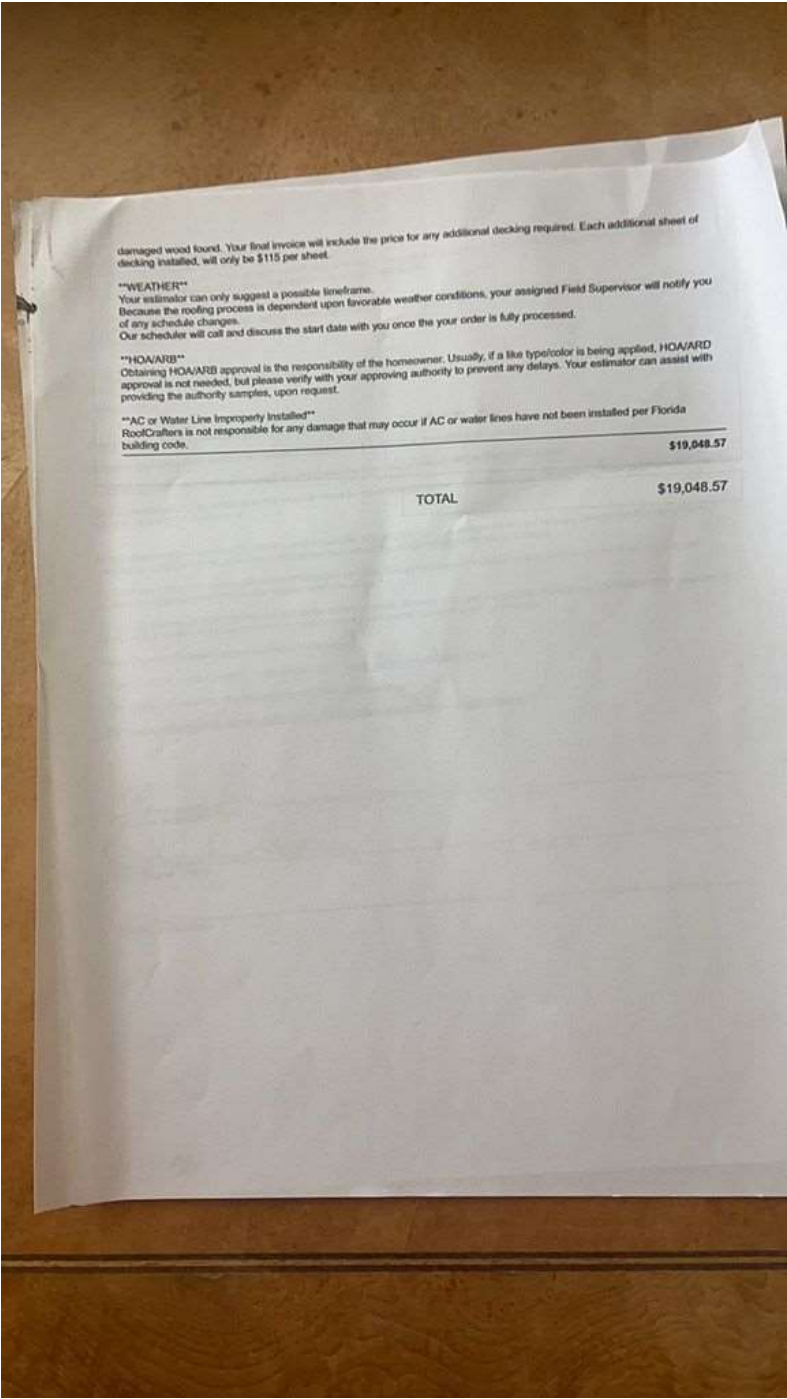 damaged wood found. Your final invoice will include the price for any additional decking required. Each additional sheet of
decking installed, will only be $115 per sheet.
**WEATHER**
Your estimator can only suggest a possible timeframe.
Because the roofing process is dependent upon favorable weather conditions, your assigned Field Supervisor will notify you
of any schedule changes.
Our scheduler will call and discuss the start date with you once the your order is fully processed.
**HOA/ARB**
Obtaining HOA/ARB approval is the responsibility of the homeowner. Usually, if a like type/color is being applied, HOA/ARD
approval is not needed, but please verify with your approving authority to prevent any delays. Your estimator can assist with
providing the authority samples, upon request.
**AC or Water Line Improperly Installed**
RoofCrafters is not responsible for any damage that may occur if AC or water lines have not been installed per Florida
building code.
$19,048.57
TOTAL $19,048.57